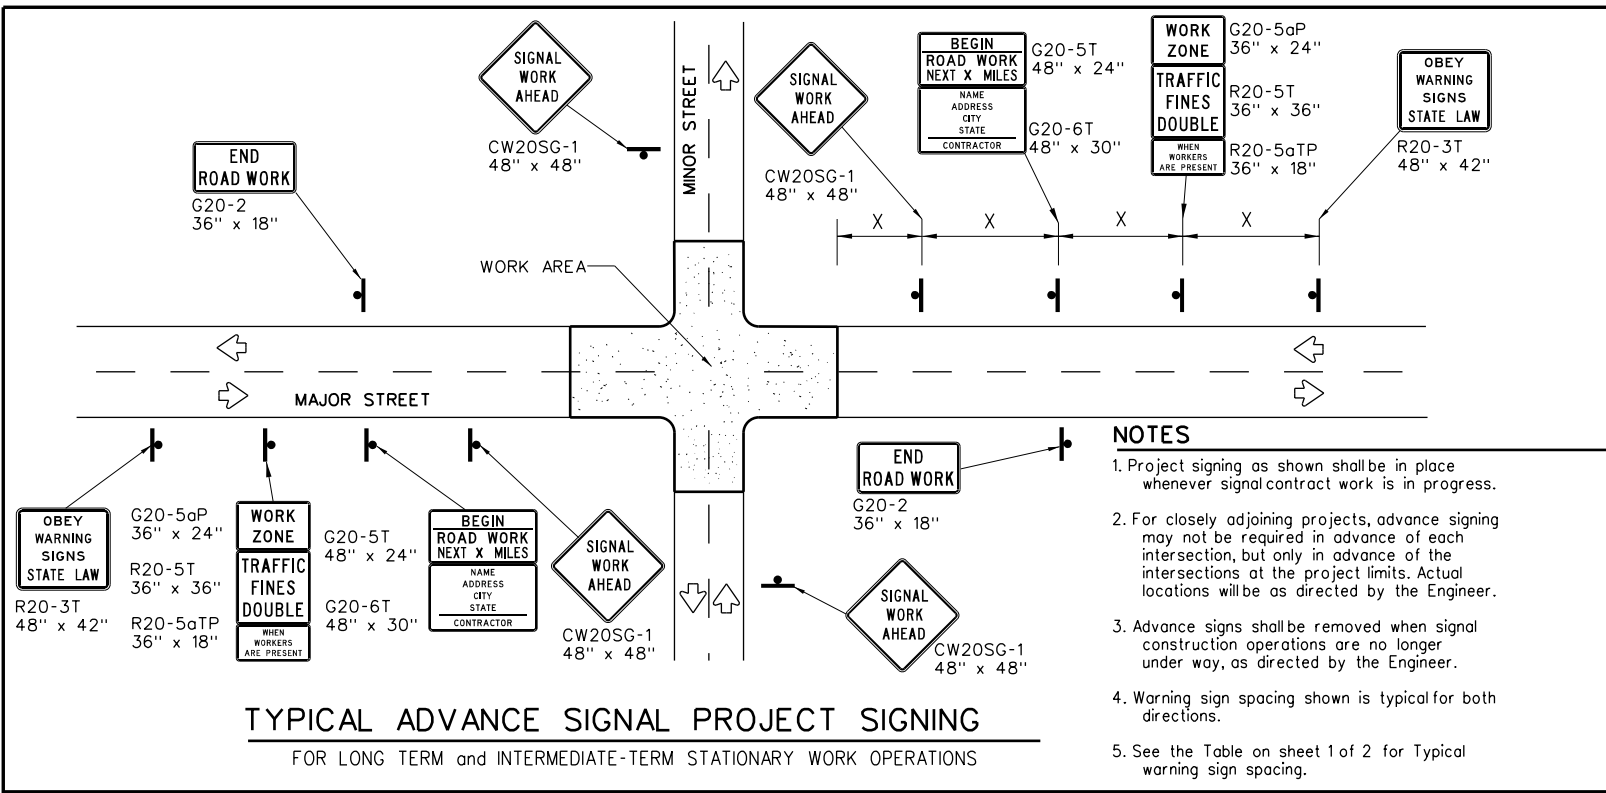 SIGNAL
WORK
AHEAD
CW20SG-1
48" x 48"
END
ROAD WORK
G20-2
36" x 18"
MINOR STREET
SIGNAL
WORK
AHEAD
CW20SG-1
48" x 48"
BEGIN
ROAD WORK
NEXT X MILES
NAME
ADDRESS
CITY
STATE
CONTRACTOR
G20-5T
48" x 24"
G20-6T
48" x 30"
WORK
ZONE
TRAFFIC
FINES
DOUBLE
WHEN
WORKERS
ARE PRESENT
G20-5aP
36" x 24"
R20-5T
36" x 36"
R20-5aTP
36" x 18"
OBEY
WARNING
SIGNS
STATE LAW
R20-3T
48" x 42"
X
X
X
X
WORK AREA
MAJOR STREET
OBEY
WARNING
SIGNS
STATE LAW
R20-3T
48" x 42"
G20-5aP
36" x 24"
R20-5T
36" x 36"
R20-5aTP
36" x 18"
WORK
ZONE
TRAFFIC
FINES
DOUBLE
WHEN
WORKERS
ARE PRESENT
G20-5T
48" x 24"
G20-6T
48" x 30"
BEGIN
ROAD WORK
NEXT X MILES
NAME
ADDRESS
CITY
STATE
CONTRACTOR
SIGNAL
WORK
AHEAD
CW20SG-1
48" x 48"
END
ROAD WORK
G20-2
36" x 18"
SIGNAL
WORK
AHEAD
CW20SG-1
48" x 48"
TYPICAL ADVANCE SIGNAL PROJECT SIGNING
FOR LONG TERM and INTERMEDIATE-TERM STATIONARY WORK OPERATIONS
NOTES
1. Project signing as shown shall be in place
whenever signal contract work is in progress.
2. For closely adjoining projects, advance signing
may not be required in advance of each
intersection, but only in advance of the
intersections at the project limits. Actual
locations will be as directed by the Engineer.
3. Advance signs shall be removed when signal
construction operations are no longer
under way, as directed by the Engineer.
4. Warning sign spacing shown is typical for both
directions.
5. See the Table on sheet 1 of 2 for Typical
warning sign spacing.